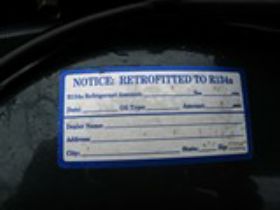 NOTICE: RETROFITTED TO R134a
R134a Refrigerant Amount:
Date: Oil Type: Amount:
Dealer Name:
Address:
City: State: Zip